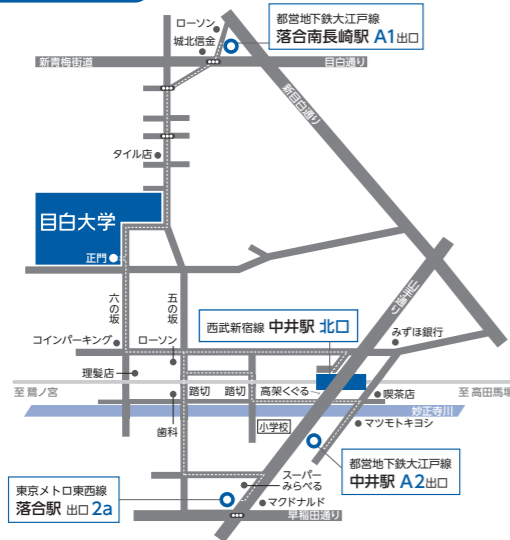 都営地下鉄大江戸線
落合南長崎駅 A1出口
ローソン
城北信金
新青梅街道
目白通り
新目白通り
タイル店
目白大学
正門
山手通り
六の坂
五の坂
西武新宿線 中井駅 北口
みずほ銀行
コインパーキング
ローソン
理髪店
至 鷺ノ宮
踏切
踏切
高架くぐる
喫茶店
至 高田馬場
妙正寺川
歯科
小学校
マツモトキヨシ
都営地下鉄大江戸線
中井駅 A2出口
スーパー
みらべる
東京メトロ東西線
落合駅 出口 2a
マクドナルド
早稲田通り